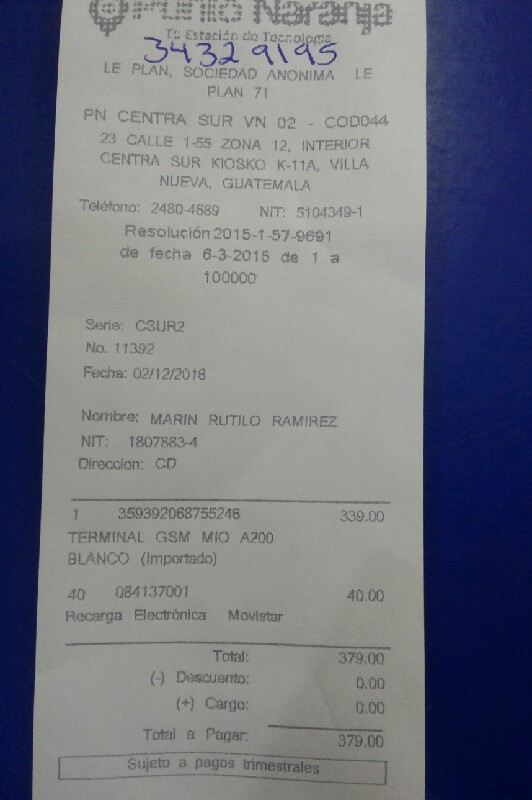 Punto Naranja
Tu Estación de Tecnología
34329195
LE PLAN, SOCIEDAD ANONIMA LE
PLAN 71
PN CENTRA SUR VN 02 - COD044
23 CALLE 1-55 ZONA 12, INTERIOR
CENTRA SUR KIOSKO K-11A, VILLA
NUEVA, GUATEMALA
Teléfono: 2480-4689 NIT: 5104349-1
Resolución 2015-1-57-9691
de fecha 6-3-2015 de 1 a
100000
Serie: CSUR2
No. 11392
Fecha: 02/12/2016
Nombre: MARIN RUTILO RAMIREZ
NIT: 1807883-4
Direccion: CD
1 359392068755246 339.00
TERMINAL GSM MIO A200
BLANCO (Importado)
40 084137001 40.00
Recarga Electrònica Movistar
Total: 379.00
(-) Descuento: 0.00
(+) Cargo: 0.00
Total a Pagar: 379.00
Sujeto a pagos trimestrales